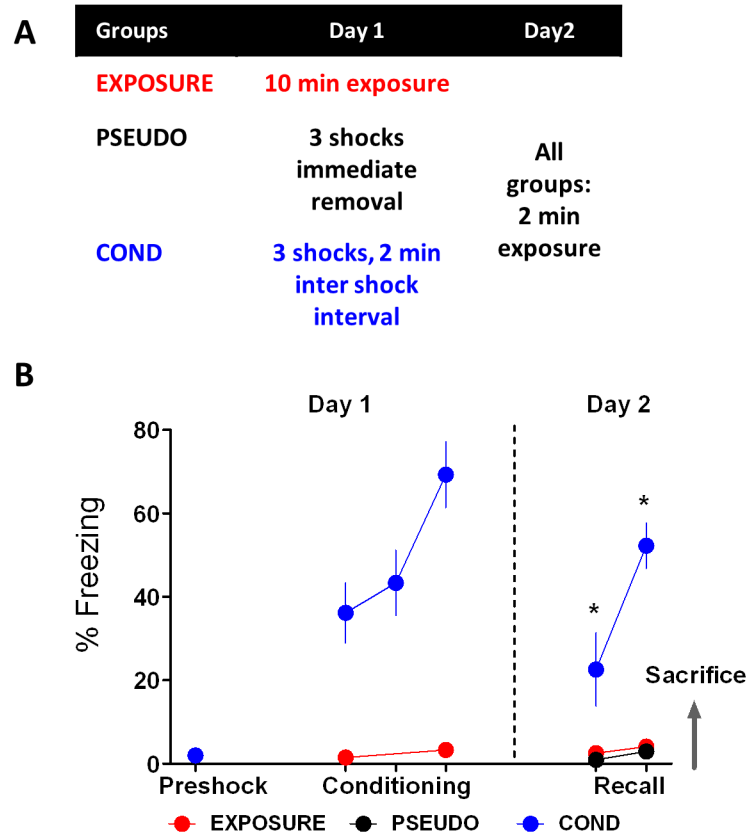 A
Groups Day 1 Day2
EXPOSURE 10 min exposure
PSEUDO 3 shocks
immediate
removal
All
groups:
2 min
exposure
COND 3 shocks, 2 min
inter shock
interval
B
Day 1 Day 2
80
60
40
20
0
% Freezing
*
*
Sacrifice
Preshock Conditioning Recall
EXPOSURE PSEUDO COND